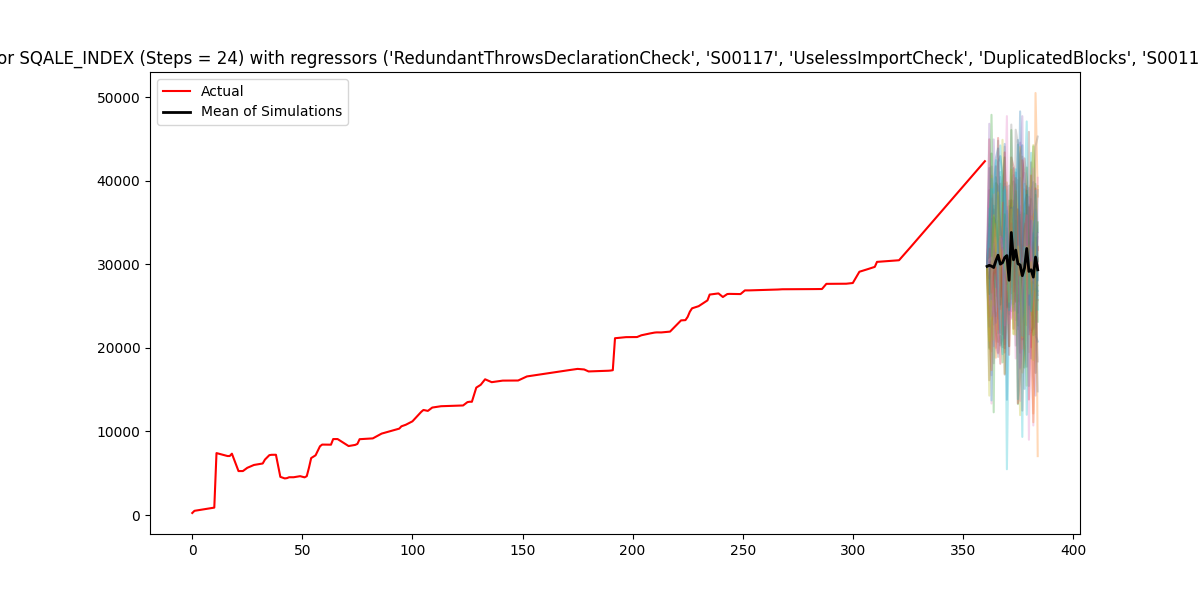 or SQALE_INDEX (Steps = 24) with regressors ('RedundantThrowsDeclarationCheck', 'S00117', 'UselessImportCheck', 'DuplicatedBlocks', 'S0011
Actual
Mean of Simulations
50000
40000
30000
20000
10000
0
0 50 100 150 200 250 300 350 400